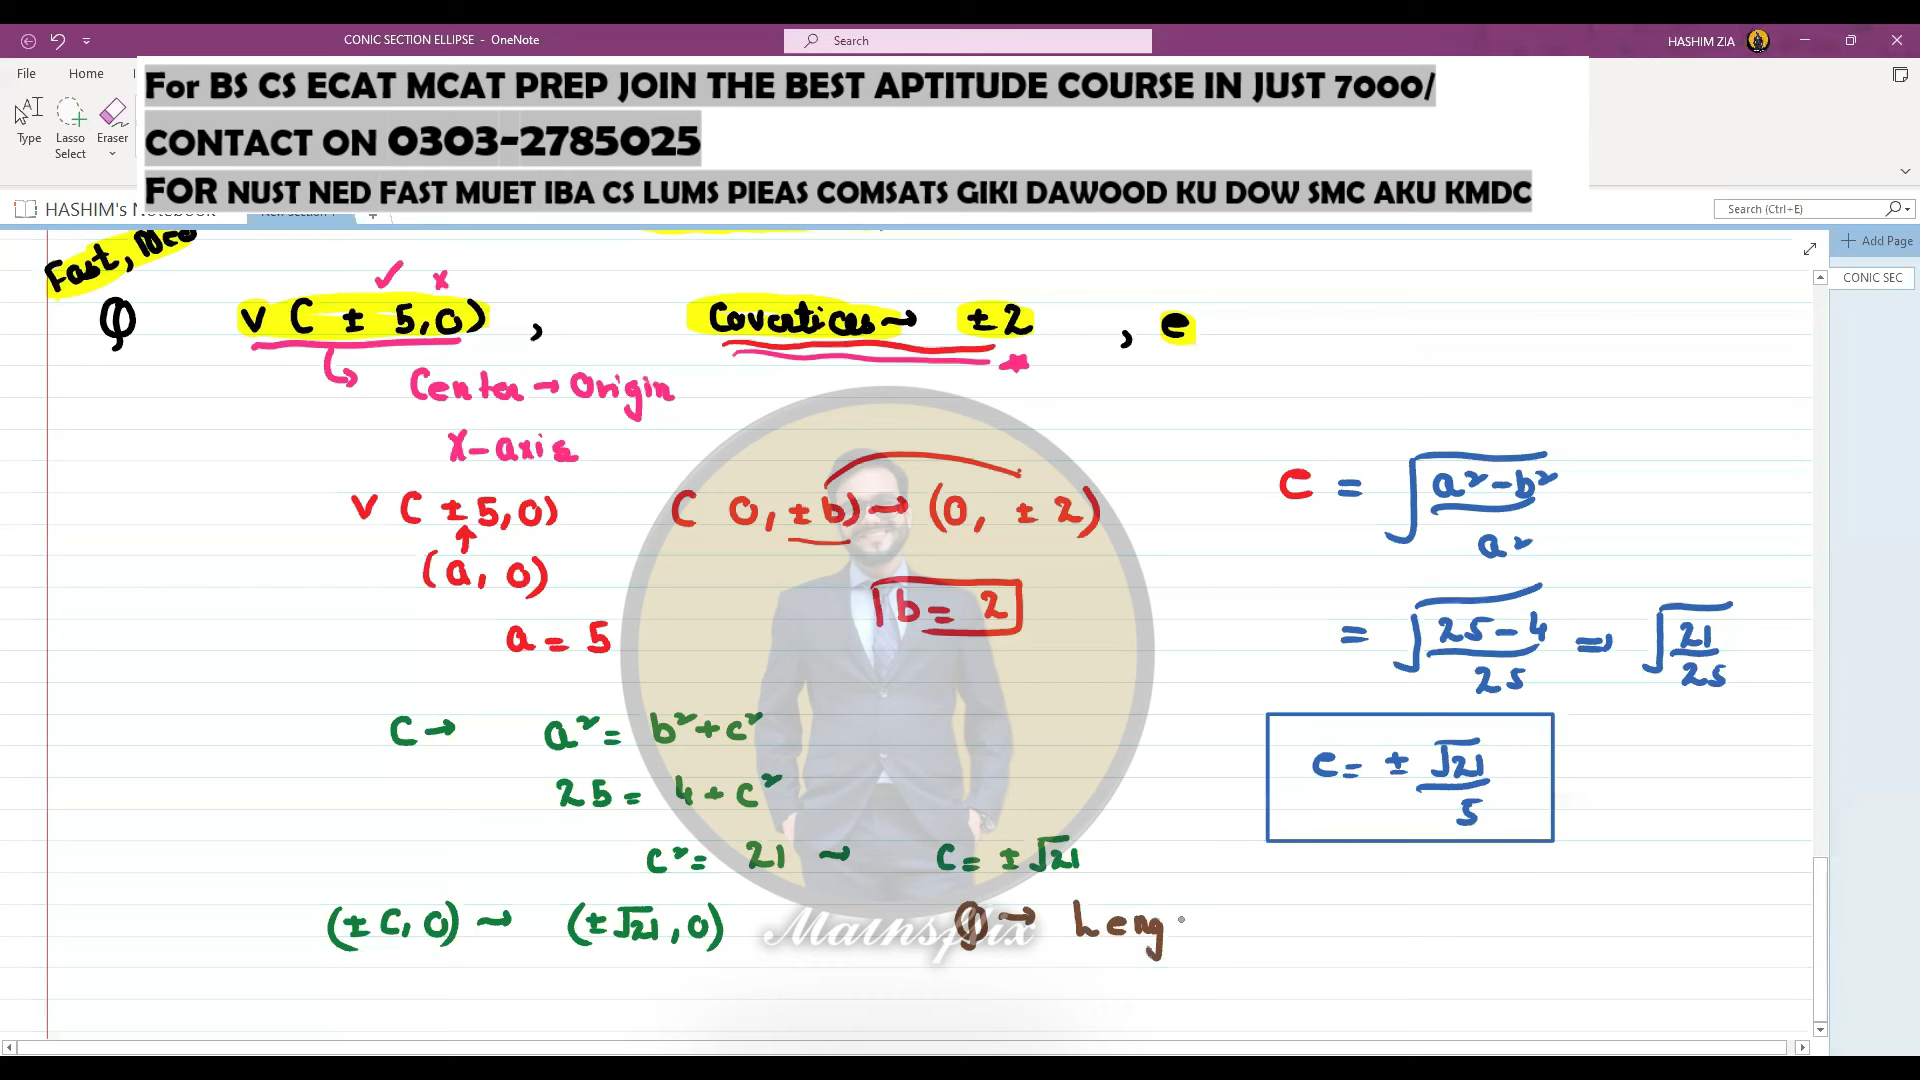 CONIC SECTION ELLIPSE - OneNote
Search
HASHIM ZIA
File
Home
For BS CS ECAT MCAT PREP JOIN THE BEST APTITUDE COURSE IN JUST 7000/
CONTACT ON 0303-2785025
FOR NUST NED FAST MUET IBA CS LUMS PIEAS COMSATS GIKI DAWOOD KU DOW SMC AKU KMDC
Type
Lasso Select
Eraser
HASHIM's Notebook
Search (Ctrl+E)
Add Page
CONIC SEC
Fast,
✓ x
Q V ( ± 5,0) , Covertices → ± 2 , e
Center → Origin
X-axis
V ( ± 5,0) ( 0, ±b) → (0, ± 2)
(a, 0)
b = 2
a = 5
e = √(a²-b²/a²)
= √(25-4/25) ⇒ √(21/25)
e = ± √21/5
C → a² = b²+c²
25 = 4+c²
c² = 21 → C = ±√21
(± C, 0) → (±√21, 0)
Q → Leng
Mainsflix